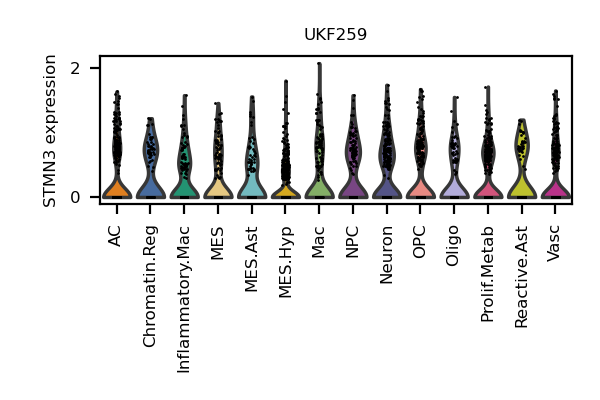 UKF259
STMN3 expression
2
0
AC
Chromatin.Reg
Inflammatory.Mac
MES
MES.Ast
MES.Hyp
Mac
NPC
Neuron
OPC
Oligo
Prolif.Metab
Reactive.Ast
Vasc